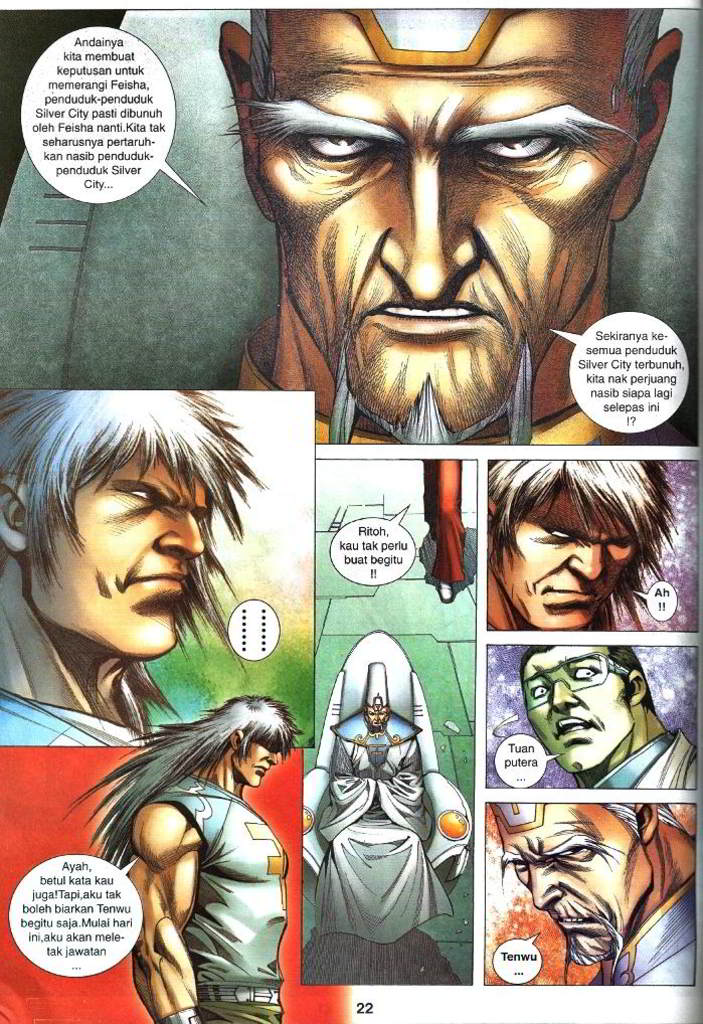 Andainya
kita membuat
keputusan untuk
memerangi Feisha,
penduduk-penduduk
Silver City pasti dibunuh
oleh Feisha nanti.Kita tak
seharusnya pertaruh-
kan nasib penduduk-
penduduk Silver
City...
Sekiranya ke-
semua penduduk
Silver City terbunuh,
kita nak perjuang
nasib siapa lagi
selepas ini
!?
Ritoh,
kau tak perlu
buat begitu
!!
Ah
!!
Tuan
putera
...
Ayah,
betul kata kau
juga!Tapi,aku tak
boleh biarkan Tenwu
begitu saja.Mulai hari
ini,aku akan mele-
tak jawatan
...
Tenwu
...
22